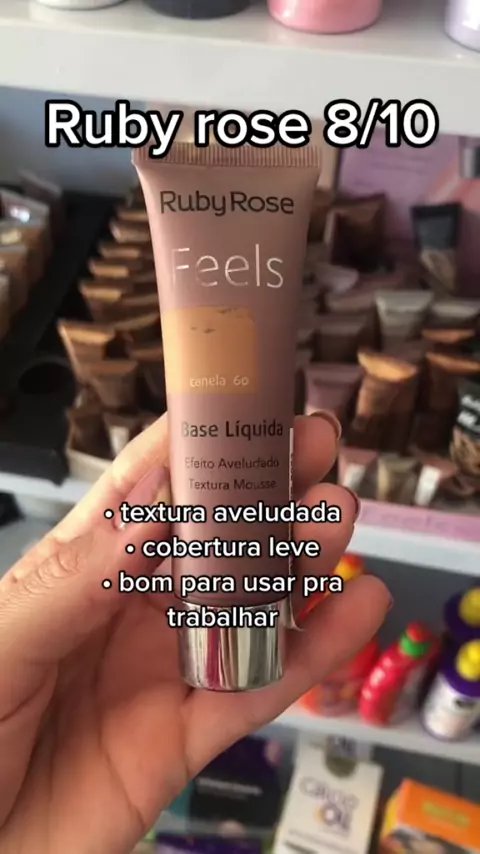 Ruby rose 8/10
RubyRose
Feels
canela 60
Base Líquida
Efeito Aveludado
Textura Mousse
• textura aveludada
• cobertura leve
• bom para usar pra
trabalhar